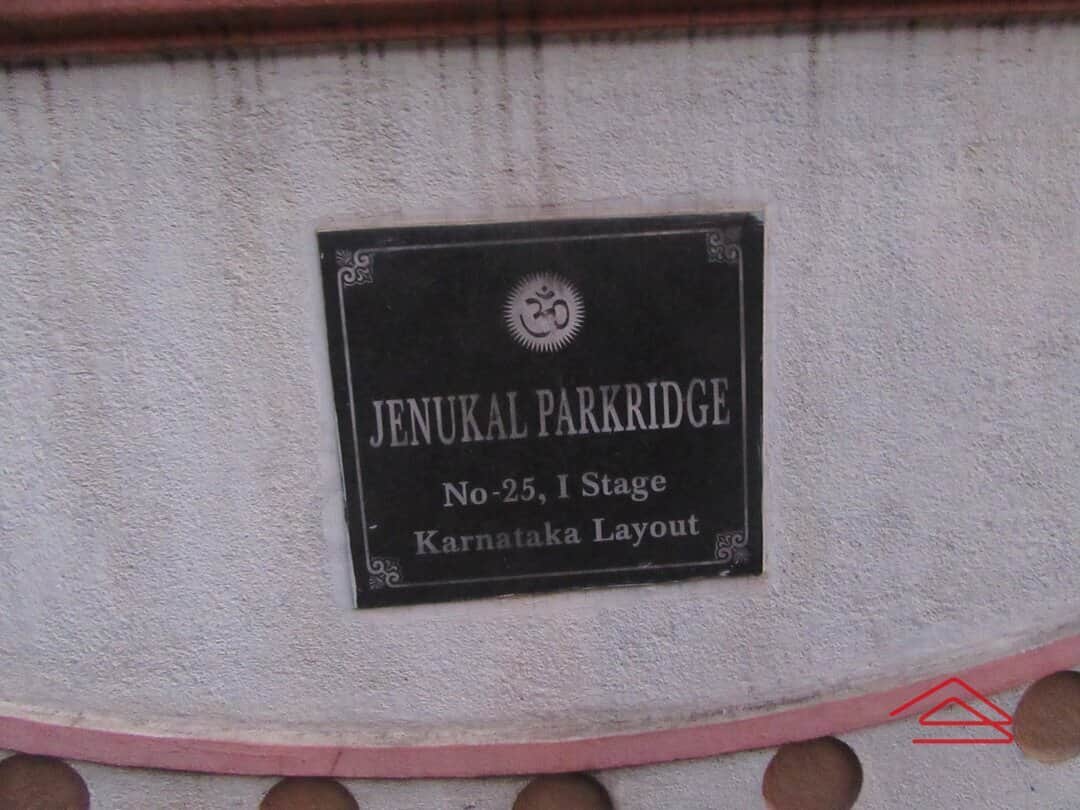 ॐ
JENUKAL PARKRIDGE
No-25, I Stage
Karnataka Layout